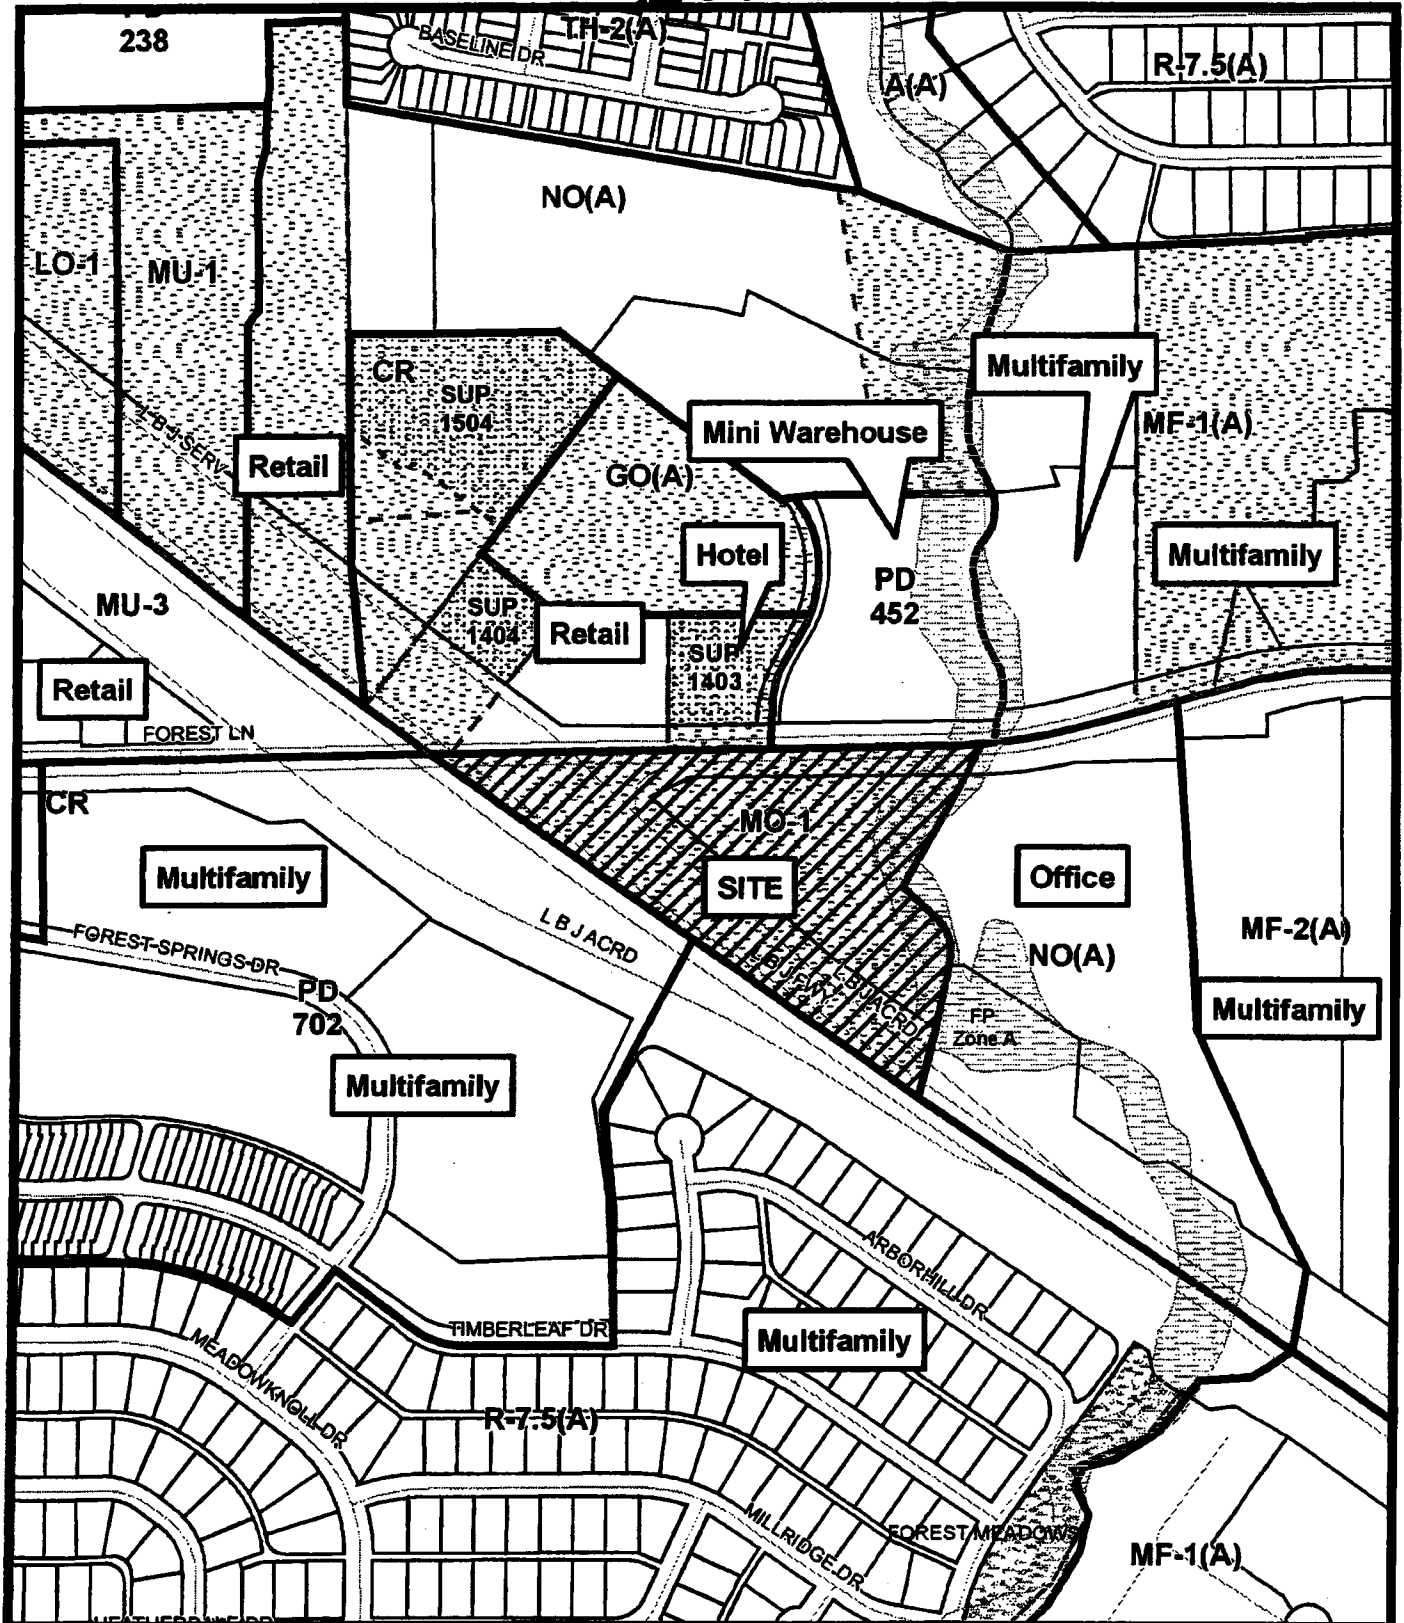 238
TH-2(A)
BASELINE DR
R-7.5(A)
A(A)
NO(A)
LO-1
MU-1
CR
SUP
1504
Multifamily
MF-1(A)
Mini Warehouse
L B J SERV
Retail
GO(A)
Hotel
Multifamily
PD
452
MU-3
SUP
1404
Retail
SUP
1403
Retail
FOREST LN
CR
MO-1
Multifamily
SITE
Office
L B J ACRD
MF-2(A)
FOREST SPRINGS DR
NO(A)
L B J FWY
L B J ACRD
PD
702
Multifamily
FP
Zone A
Multifamily
ARBORHILL DR
TIMBERLEAF DR
Multifamily
MEADOWKNOLL DR
R-7.5(A)
MILLRIDGE DR
FOREST MEADOWS
MF-1(A)